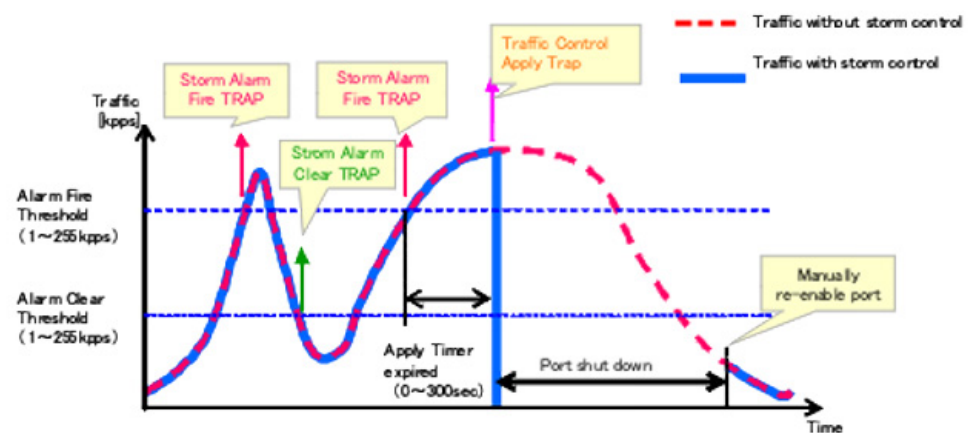 Traffic without storm control
Traffic with storm control
Traffic Control
Apply Trap
Storm Alarm
Fire TRAP
Storm Alarm
Fire TRAP
Traffic
[kpps]
Strom Alarm
Clear TRAP
Alarm Fire
Threshold
(1～255kpps)
Alarm Clear
Threshold
(1～255kpps)
Manually
re-enable port
Apply Timer
expired
(0～300sec)
Port shut down
Time